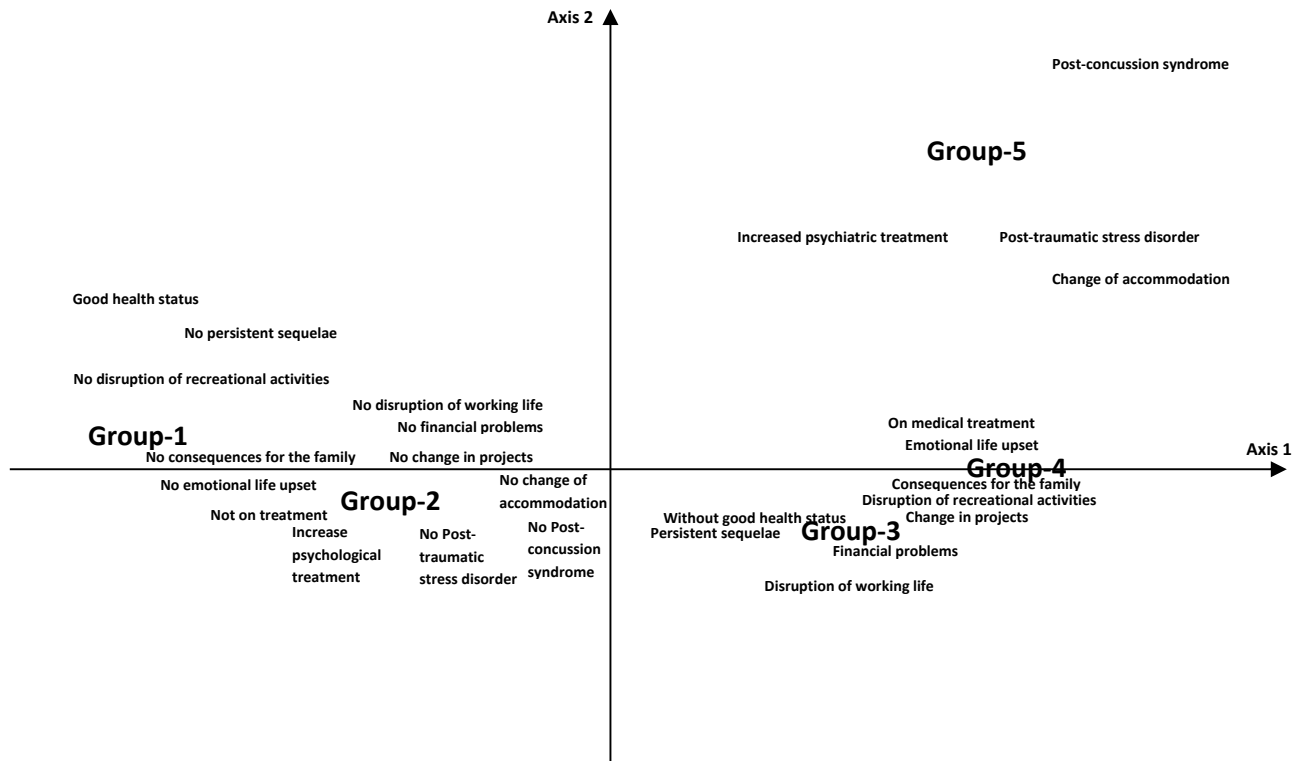 Axis 2
Post-concussion syndrome
Group-5
Increased psychiatric treatment
Post-traumatic stress disorder
Change of accommodation
Good health status
No persistent sequelae
No disruption of recreational activities
No disruption of working life
No financial problems
Group-1
No consequences for the family
No change in projects
On medical treatment
Emotional life upset
Axis 1
Group-4
No emotional life upset
Group-2
No change of
accommodation
Not on treatment
Increase
psychological
treatment
No Post-
traumatic
stress disorder
No Post-
concussion
syndrome
Consequences for the family
Disruption of recreational activities
Change in projects
Without good health status
Group-3
Persistent sequelae
Financial problems
Disruption of working life